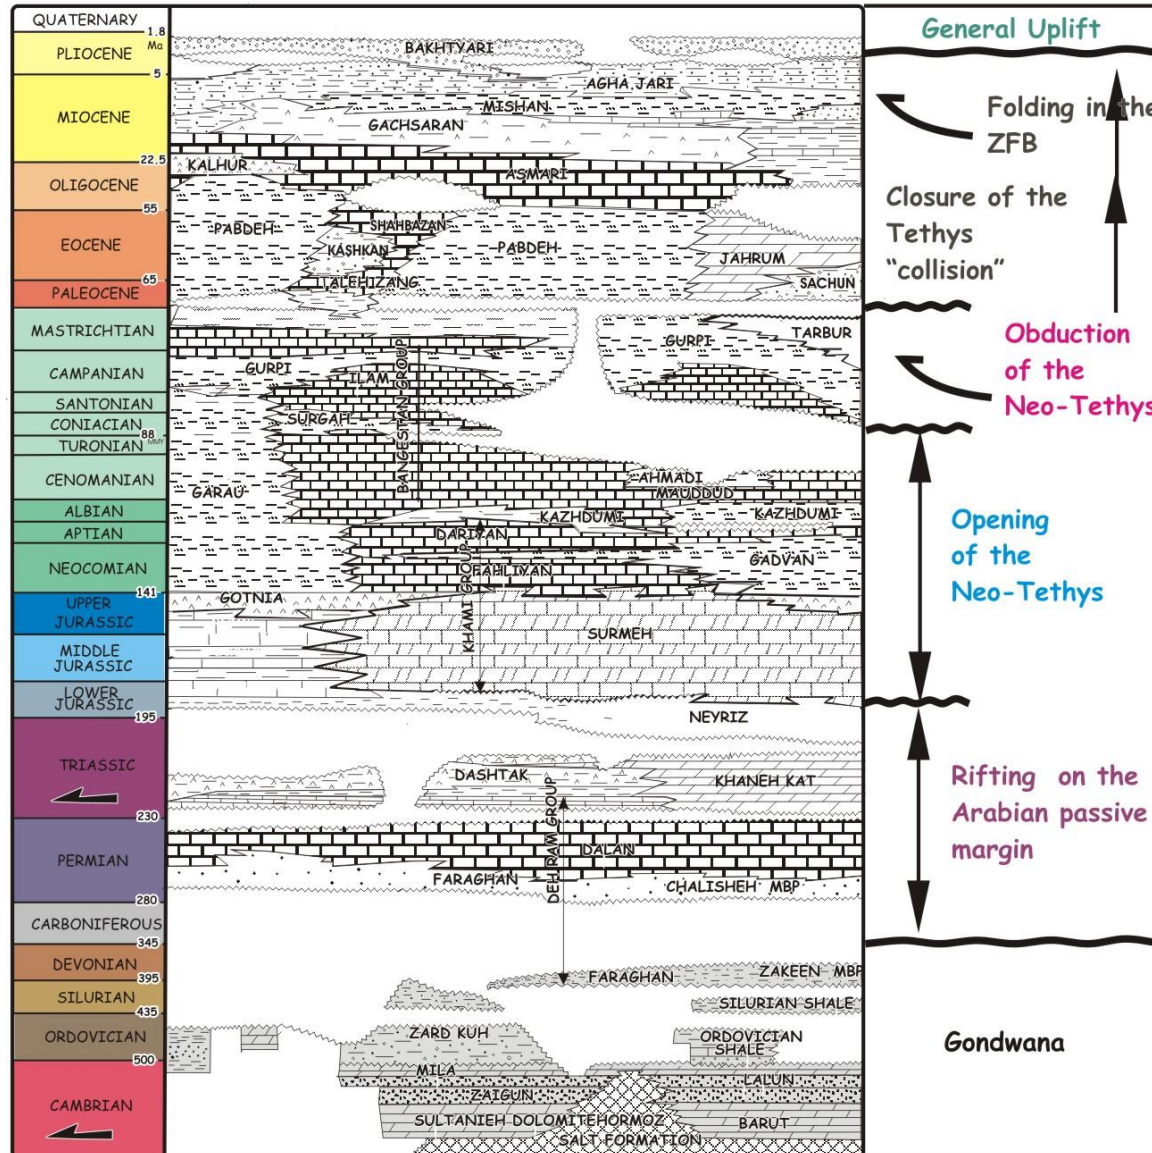 QUATERNARY
1.8
Ma
PLIOCENE
5
MIOCENE
22.5
OLIGOCENE
55
EOCENE
65
PALEOCENE
MASTRICHTIAN
CAMPANIAN
SANTONIAN
CONIACIAN
88
MMY
TURONIAN
CENOMANIAN
ALBIAN
APTIAN
NEOCOMIAN
141
UPPER
JURASSIC
MIDDLE
JURASSIC
LOWER
JURASSIC
195
TRIASSIC
230
PERMIAN
280
CARBONIFEROUS
345
DEVONIAN
395
SILURIAN
435
ORDOVICIAN
500
CAMBRIAN
BAKHTYARI
AGHA JARI
MISHAN
GACHSARAN
KALHUR
ASMARI
PABDEH
SHAHBAZAN
KASHKAN
PABDEH
JAHRUM
TALEHIZANG
SACHUN
TARBUR
GURPI
GURPI
ILAM
BANGESTAN GROUP
SURGAH
AHMADI
MAUDDUD
GARAU
KAZHDUMI
KAZHDUMI
DARIYAN
GADVAN
FAHLIYAN
GOTNIA
KHAMI GROUP
SURMEH
NEYRIZ
DASHTAK
KHANEH KAT
DEHRAM GROUP
DALAN
FARAGHAN
CHALISHEH MBP
FARAGHAN
ZAKEEN MBP
SILURIAN SHALE
ZARD KUH
ORDOVICIAN
SHALE
MILA
LALUN
ZAIGUN
SULTANIEH DOLOMITE
HORMOZ
SALT FORMATION
BARUT
General Uplift
Folding in the
ZFB
Closure of the
Tethys
“collision”
Obduction
of the
Neo-Tethys
Opening
of the
Neo-Tethys
Rifting on the
Arabian passive
margin
Gondwana